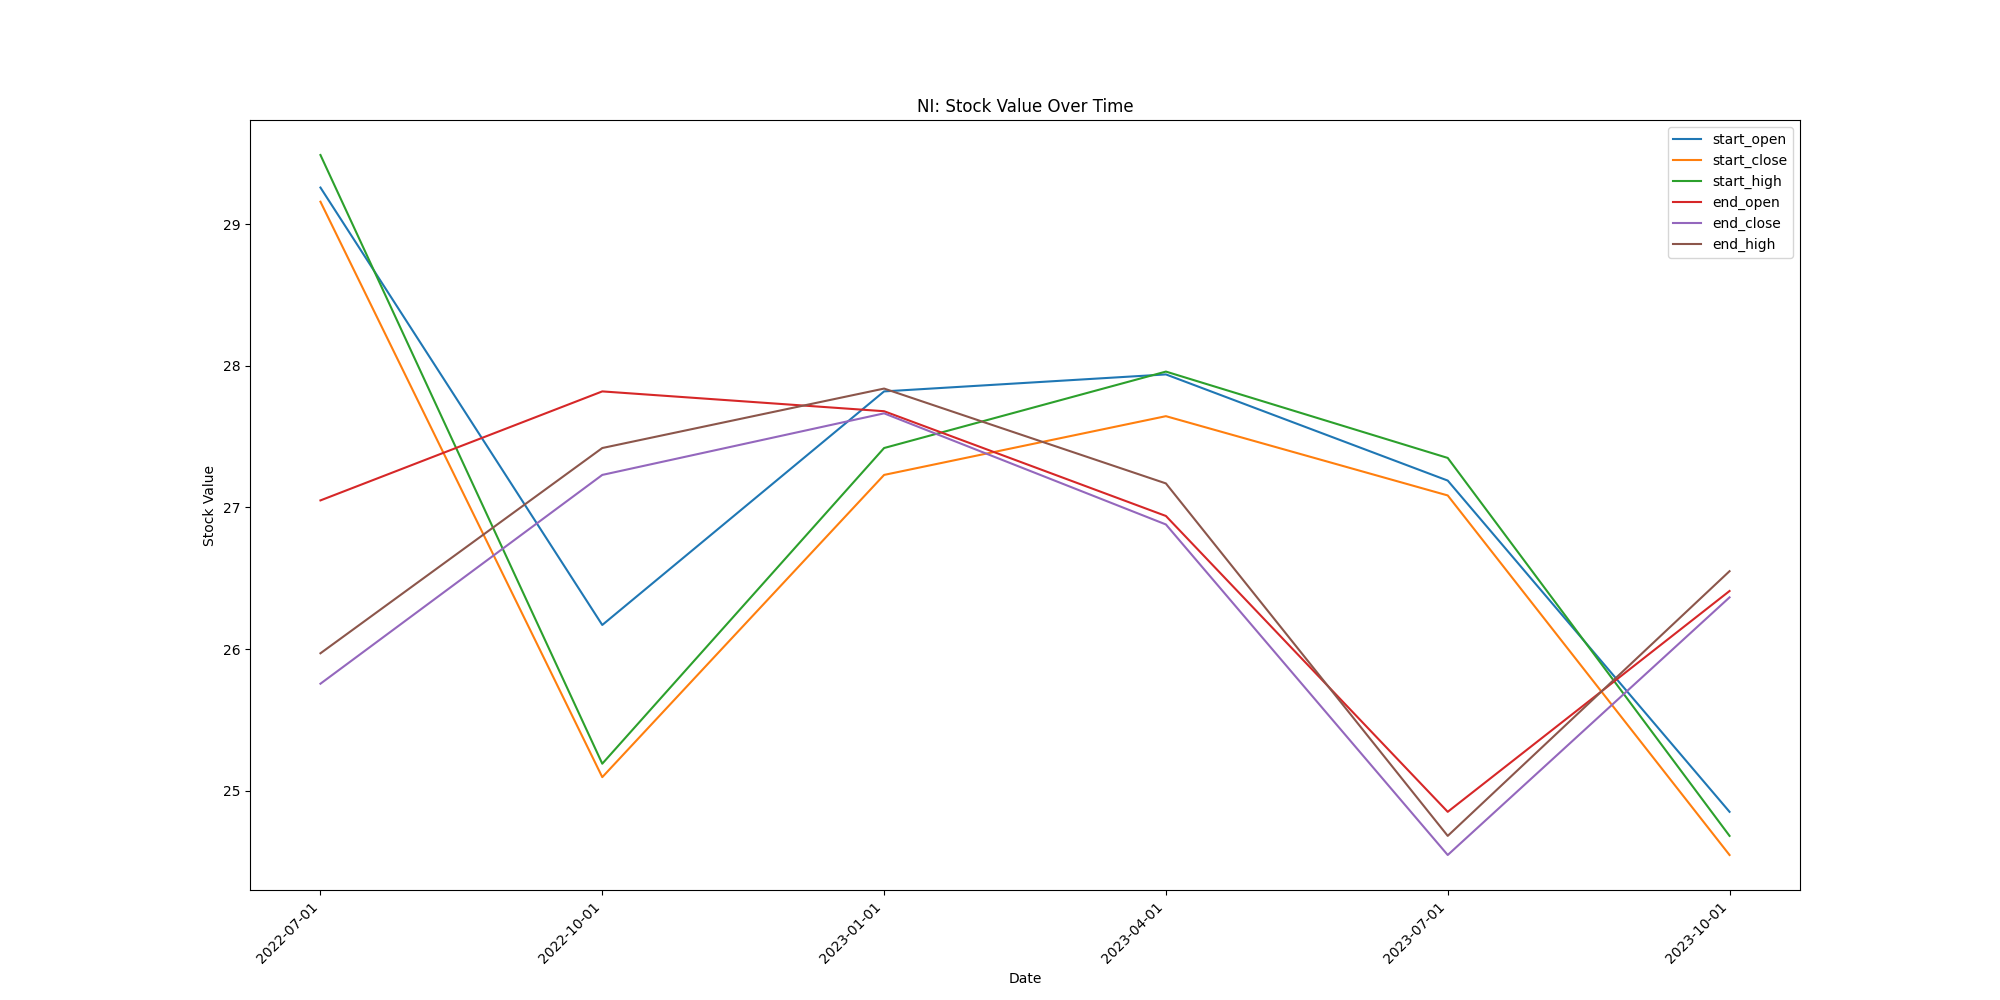 NI: Stock Value Over Time
start_open
start_close
start_high
end_open
end_close
end_high
Stock Value
29
28
27
26
25
2022-07-01
2022-10-01
2023-01-01
2023-04-01
2023-07-01
2023-10-01
Date